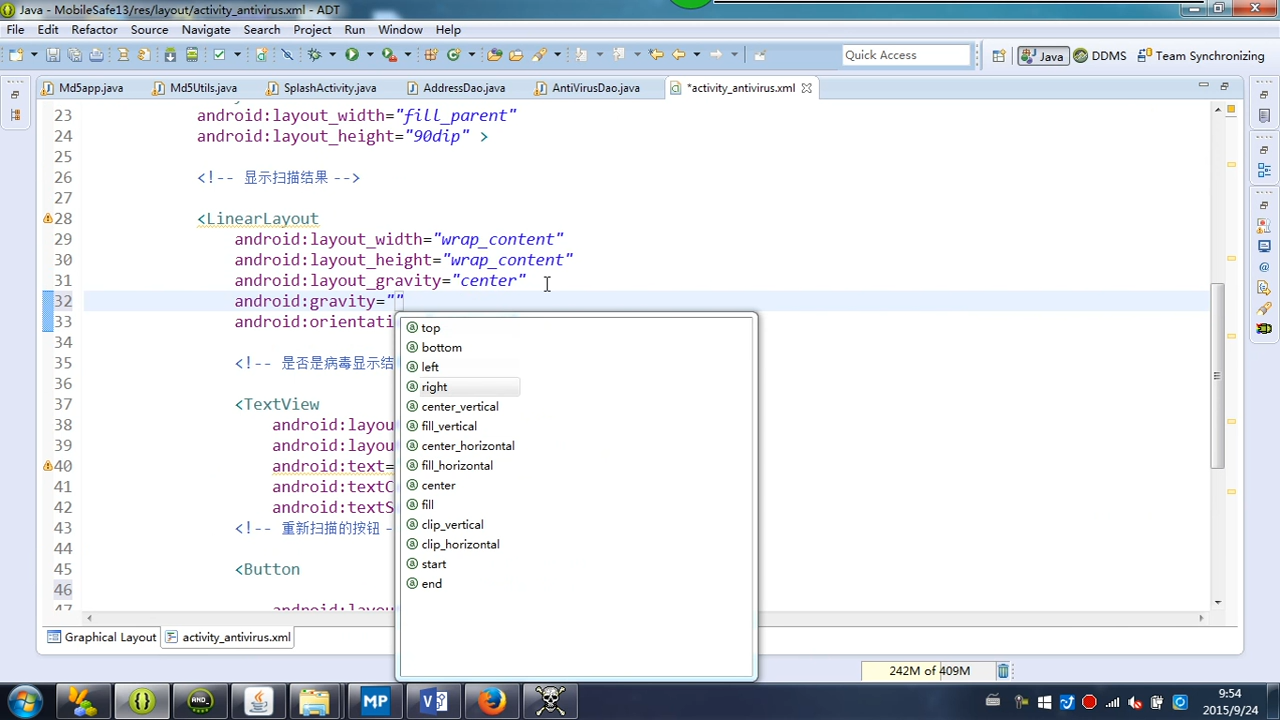 Java - MobileSafe13/res/layout/activity_antivirus.xml - ADT
File Edit Refactor Source Navigate Search Project Run Window Help
Quick Access Java DDMS Team Synchronizing
Md5app.java Md5Utils.java SplashActivity.java AddressDao.java AntiVirusDao.java *activity_antivirus.xml
23 android:layout_width="fill_parent"
24 android:layout_height="90dip" >
25
26 <!-- 显示扫描结果 -->
27
28 <LinearLayout
29 android:layout_width="wrap_content"
30 android:layout_height="wrap_content"
31 android:layout_gravity="center"
32 android:gravity=""
33 android:orientati
34
35 <!-- 是否是病毒显示结
36
37 <TextView
38 android:layou
39 android:layou
40 android:text=
41 android:textC
42 android:textS
43 <!-- 重新扫描的按钮 -
44
45 <Button
46
47 android:layou
top
bottom
left
right
center_vertical
fill_vertical
center_horizontal
fill_horizontal
center
fill
clip_vertical
clip_horizontal
start
end
Graphical Layout activity_antivirus.xml
242M of 409M
AND_ MP
9:54
2015/9/24